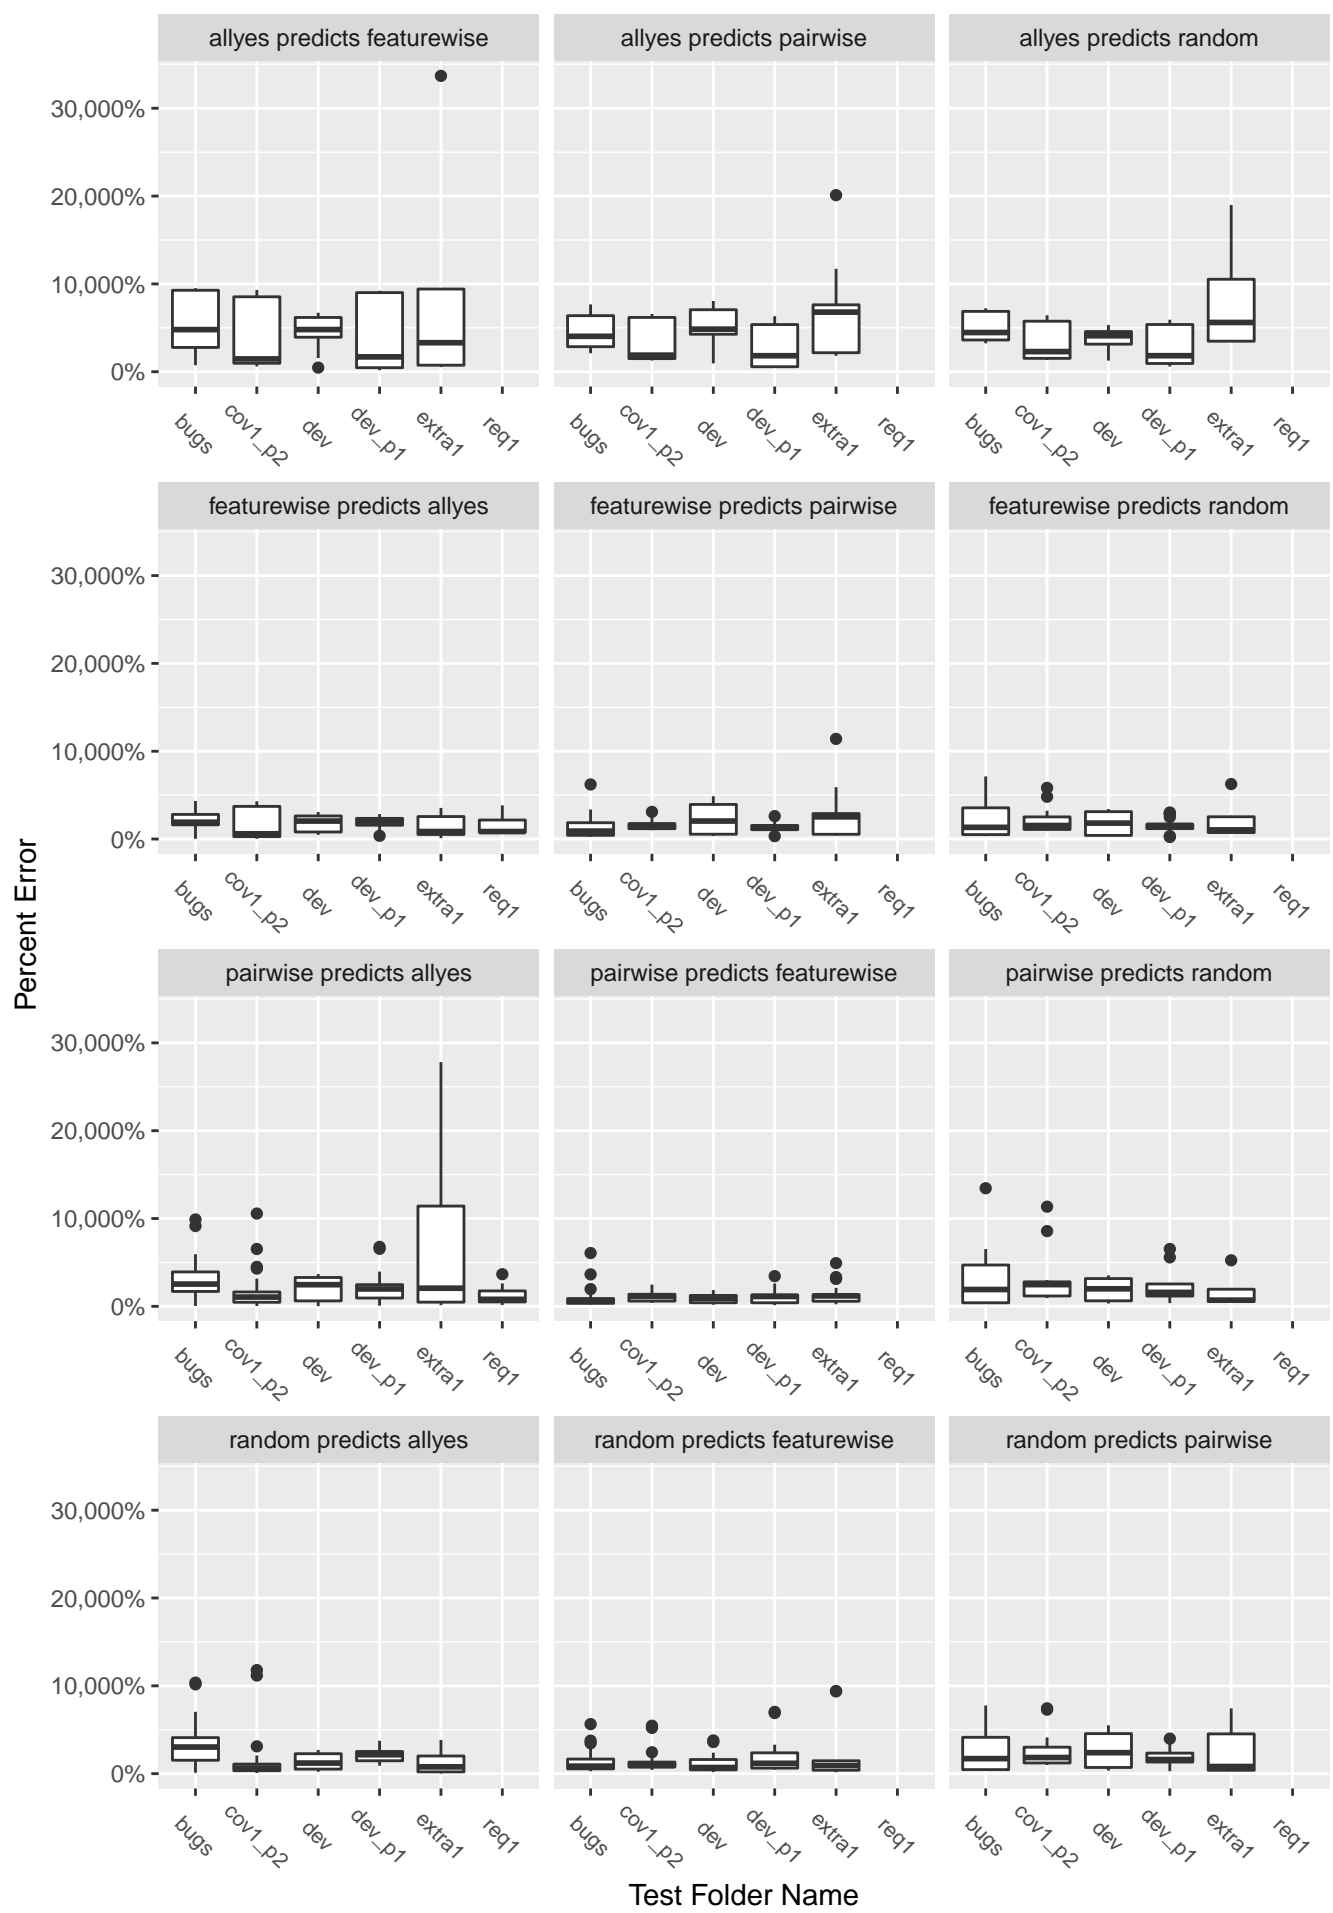 allyes predicts featurewise
allyes predicts pairwise
allyes predicts random
30,000%
20,000%
10,000%
0%
bugs
cov1_p2
dev
dev_p1
extra1
req1
bugs
cov1_p2
dev
dev_p1
extra1
req1
bugs
cov1_p2
dev
dev_p1
extra1
req1
featurewise predicts allyes
featurewise predicts pairwise
featurewise predicts random
30,000%
20,000%
10,000%
0%
bugs
cov1_p2
dev
dev_p1
extra1
req1
bugs
cov1_p2
dev
dev_p1
extra1
req1
bugs
cov1_p2
dev
dev_p1
extra1
req1
Percent Error
pairwise predicts allyes
pairwise predicts featurewise
pairwise predicts random
30,000%
20,000%
10,000%
0%
bugs
cov1_p2
dev
dev_p1
extra1
req1
bugs
cov1_p2
dev
dev_p1
extra1
req1
bugs
cov1_p2
dev
dev_p1
extra1
req1
random predicts allyes
random predicts featurewise
random predicts pairwise
30,000%
20,000%
10,000%
0%
bugs
cov1_p2
dev
dev_p1
extra1
req1
bugs
cov1_p2
dev
dev_p1
extra1
req1
bugs
cov1_p2
dev
dev_p1
extra1
req1
Test Folder Name